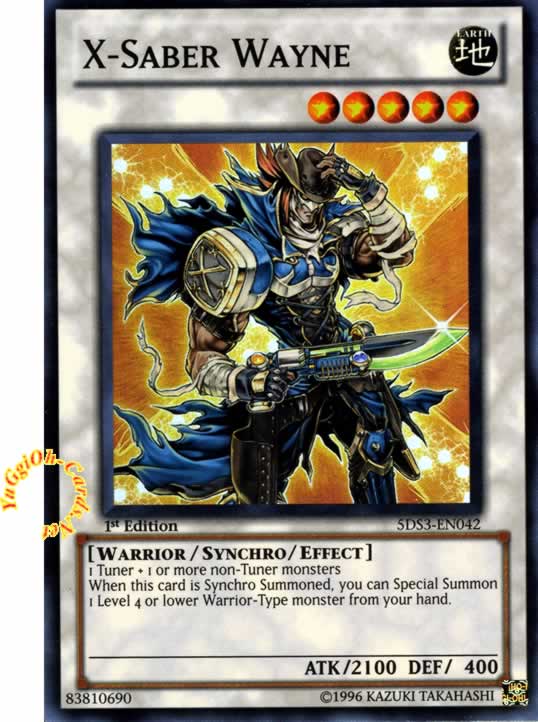 X-Saber Wayne
EARTH
地
YuGgiOh-Cards.Net
1st Edition
5DS3-EN042
[Warrior / Synchro / Effect]
1 Tuner + 1 or more non-Tuner monsters
When this card is Synchro Summoned, you can Special Summon
1 Level 4 or lower Warrior-Type monster from your hand.
ATK/2100 DEF/ 400
83810690
©1996 KAZUKI TAKAHASHI